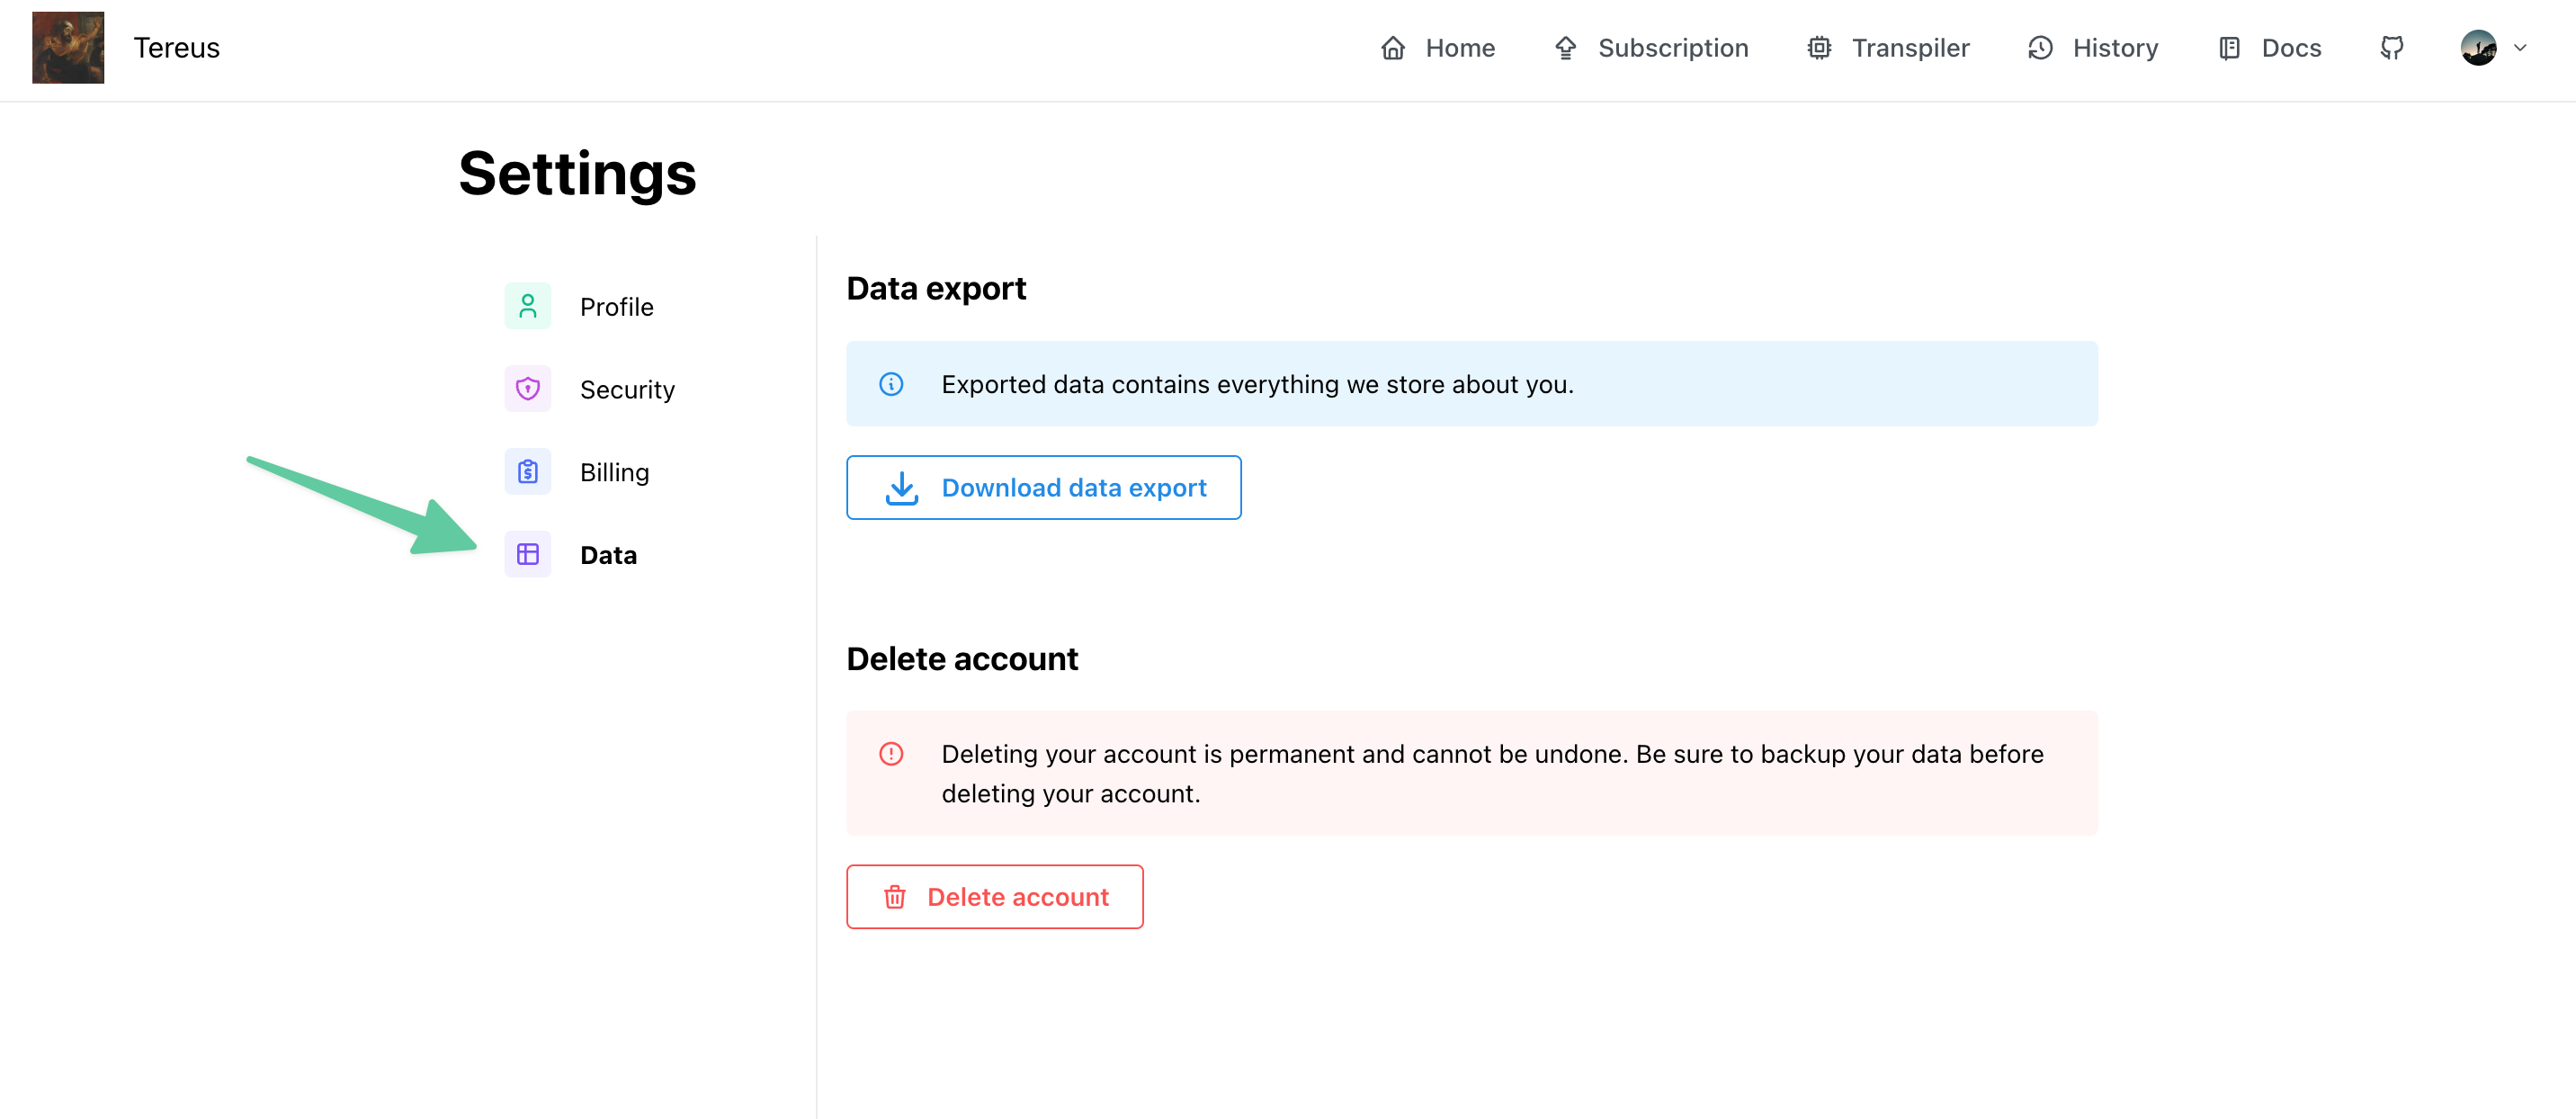 Tereus
Home
Subscription
Transpiler
History
Docs
Settings
Profile
Security
Billing
Data
Data export
Exported data contains everything we store about you.
Download data export
Delete account
Deleting your account is permanent and cannot be undone. Be sure to backup your data before
deleting your account.
Delete account